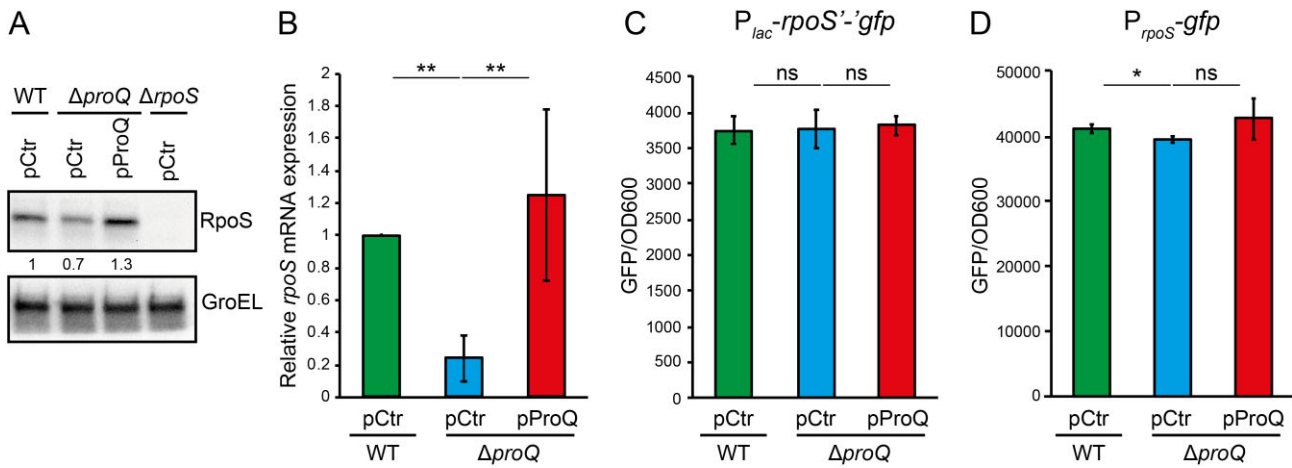 A
WT ΔproQ ΔrpoS
pCtr pCtr pProQ pCtr
RpoS
1 0.7 1.3
GroEL
B
Relative rpoS mRNA expression
2
1.8
1.6
1.4
1.2
1
0.8
0.6
0.4
0.2
0
** **
pCtr pCtr pProQ
WT ΔproQ
C
Plac-rpoS'-'gfp
GFP/OD600
4500
4000
3500
3000
2500
2000
1500
1000
500
0
ns ns
pCtr pCtr pProQ
WT ΔproQ
D
PrpoS-gfp
GFP/OD600
50000
40000
30000
20000
10000
0
* ns
pCtr pCtr pProQ
WT ΔproQ